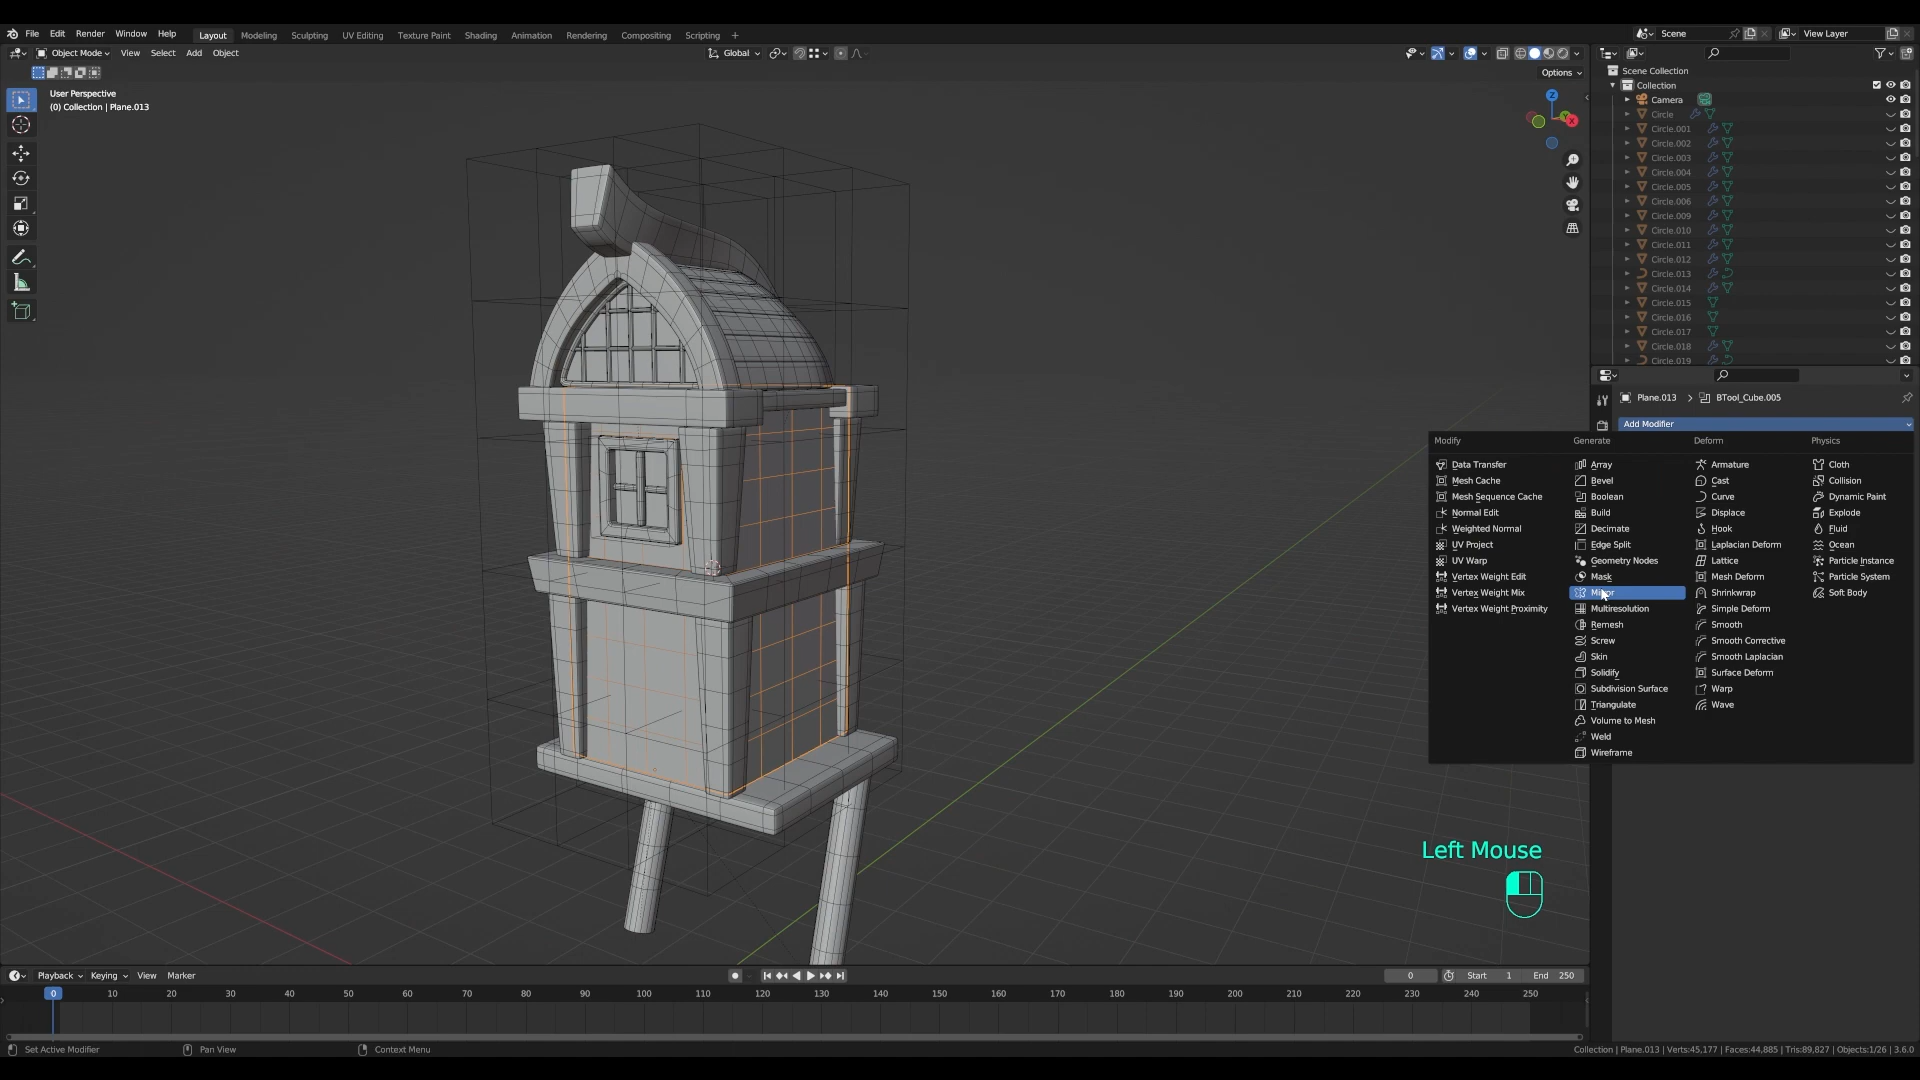 File Edit Render Window Help Layout Modeling Sculpting UV Editing Texture Paint Shading Animation Rendering Compositing Scripting + Scene View Layer
Object Mode View Select Add Object Global
Options
User Perspective
(0) Collection | Plane.013
Z
X
Scene Collection
Collection
Camera
Circle
Circle.001
Circle.002
Circle.003
Circle.004
Circle.005
Circle.006
Circle.009
Circle.010
Circle.011
Circle.012
Circle.013
Circle.014
Circle.015
Circle.016
Circle.017
Circle.018
Circle.019
Plane.013 > BTool_Cube.005
Add Modifier
Modify Generate Deform Physics
Data Transfer Array Armature Cloth
Mesh Cache Bevel Cast Collision
Mesh Sequence Cache Boolean Curve Dynamic Paint
Normal Edit Build Displace Explode
Weighted Normal Decimate Hook Fluid
UV Project Edge Split Laplacian Deform Ocean
UV Warp Geometry Nodes Lattice Particle Instance
Vertex Weight Edit Mask Mesh Deform Particle System
Vertex Weight Mix Mirror Shrinkwrap Soft Body
Vertex Weight Proximity Multiresolution Simple Deform
Remesh Smooth
Screw Smooth Corrective
Skin Smooth Laplacian
Solidify Surface Deform
Subdivision Surface Warp
Triangulate Wave
Volume to Mesh
Weld
Wireframe
Left Mouse
Playback Keying View Marker 0 Start 1 End 250
0 10 20 30 40 50 60 70 80 90 100 110 120 130 140 150 160 170 180 190 200 210 220 230 240 250
Set Active Modifier Pan View Context Menu Collection | Plane.013 | Verts:45,177 | Faces:44,885 | Tris:89,827 | Objects:1/26 | 3.6.0